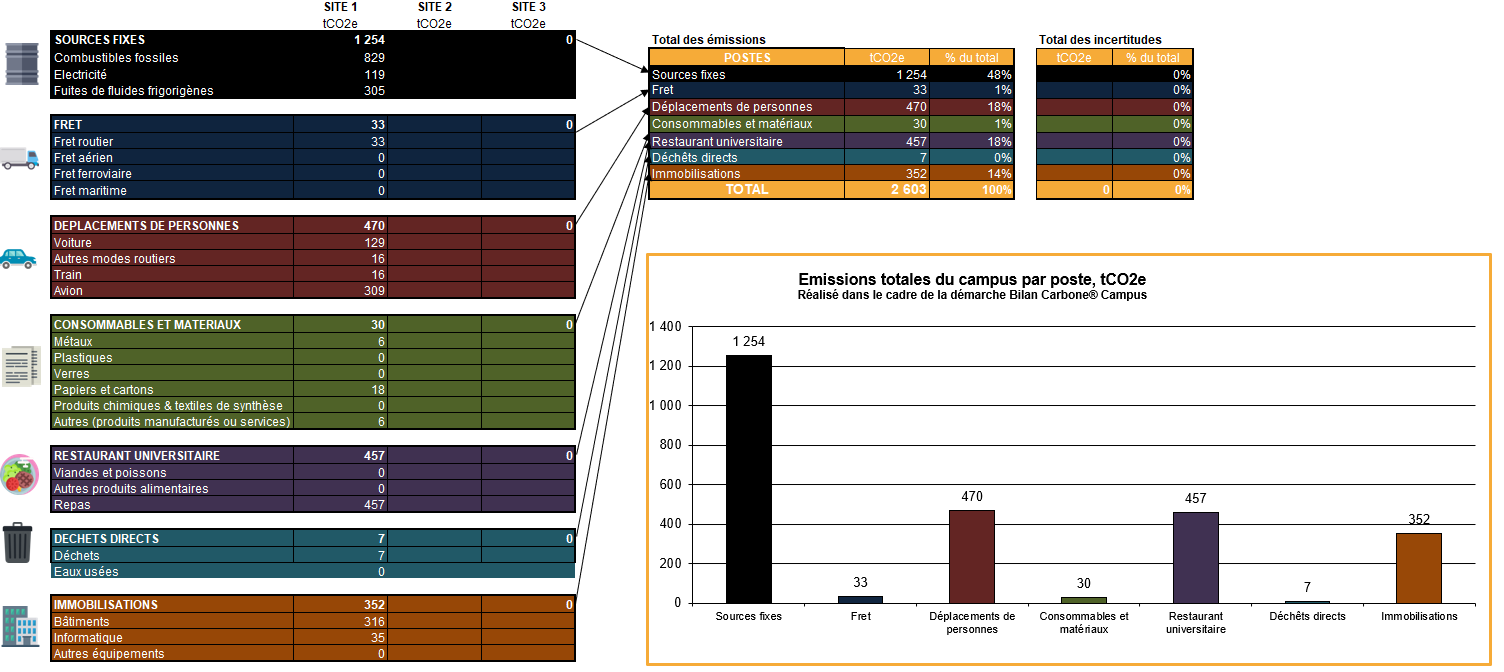 SITE 1 SITE 2 SITE 3
tCO2e tCO2e tCO2e
SOURCES FIXES 1 254 0
Combustibles fossiles 829
Electricité 119
Fuites de fluides frigorigènes 305
FRET 33 0
Fret routier 33
Fret aérien 0
Fret ferroviaire 0
Fret maritime 0
DEPLACEMENTS DE PERSONNES 470 0
Voiture 129
Autres modes routiers 16
Train 16
Avion 309
CONSOMMABLES ET MATERIAUX 30 0
Métaux 6
Plastiques 0
Verres 0
Papiers et cartons 18
Produits chimiques & textiles de synthèse 0
Autres (produits manufacturés ou services) 6
RESTAURANT UNIVERSITAIRE 457 0
Viandes et poissons 0
Autres produits alimentaires 0
Repas 457
DECHETS DIRECTS 7 0
Déchets 7
Eaux usées 0
IMMOBILISATIONS 352 0
Bâtiments 316
Informatique 35
Autres équipements 0
Total des émissions
POSTES tCO2e % du total
Sources fixes 1 254 48%
Fret 33 1%
Déplacements de personnes 470 18%
Consommables et matériaux 30 1%
Restaurant universitaire 457 18%
Déchêts directs 7 0%
Immobilisations 352 14%
TOTAL 2 603 100%
Total des incertitudes
tCO2e % du total
0%
0%
0%
0%
0%
0%
0%
0 0%
Emissions totales du campus par poste, tCO2e
Réalisé dans le cadre de la démarche Bilan Carbone® Campus
1 400
1 200
1 000
800
600
400
200
0
1 254
33
470
30
457
7
352
Sources fixes
Fret
Déplacements de
personnes
Consommables et
matériaux
Restaurant
universitaire
Déchêts directs
Immobilisations